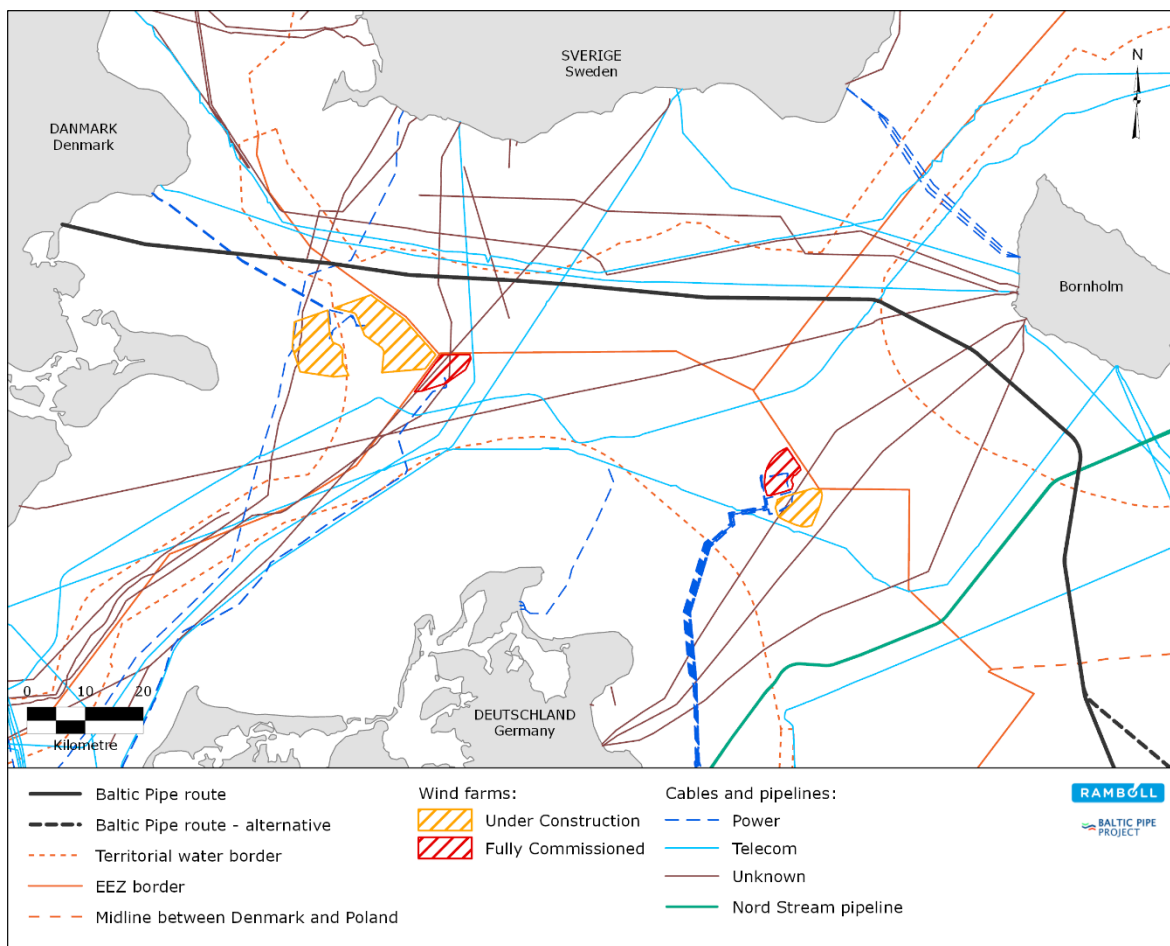 SVERIGE
Sweden
N
DANMARK
Denmark
Bornholm
0 10 20
Kilometre
DEUTSCHLAND
Germany
Baltic Pipe route
Baltic Pipe route - alternative
Territorial water border
EEZ border
Midline between Denmark and Poland
Wind farms:
Under Construction
Fully Commissioned
Cables and pipelines:
Power
Telecom
Unknown
Nord Stream pipeline
RAMBOLL
BALTIC PIPE
PROJECT